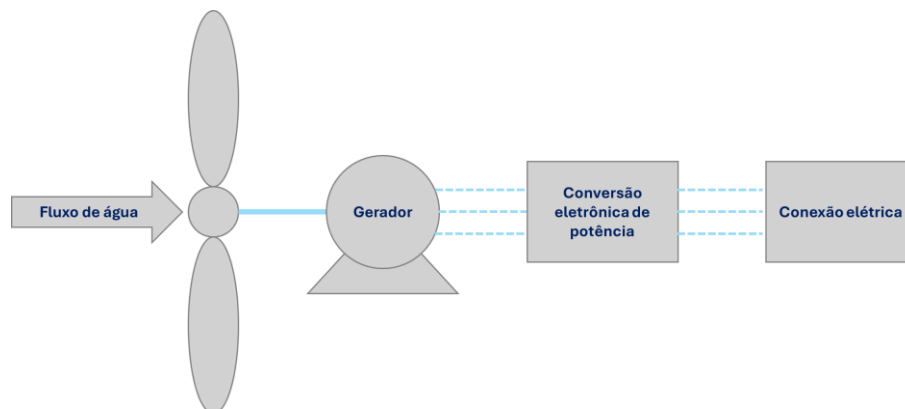 Fluxo de água
Gerador
Conversão
eletrônica de
potência
Conexão elétrica